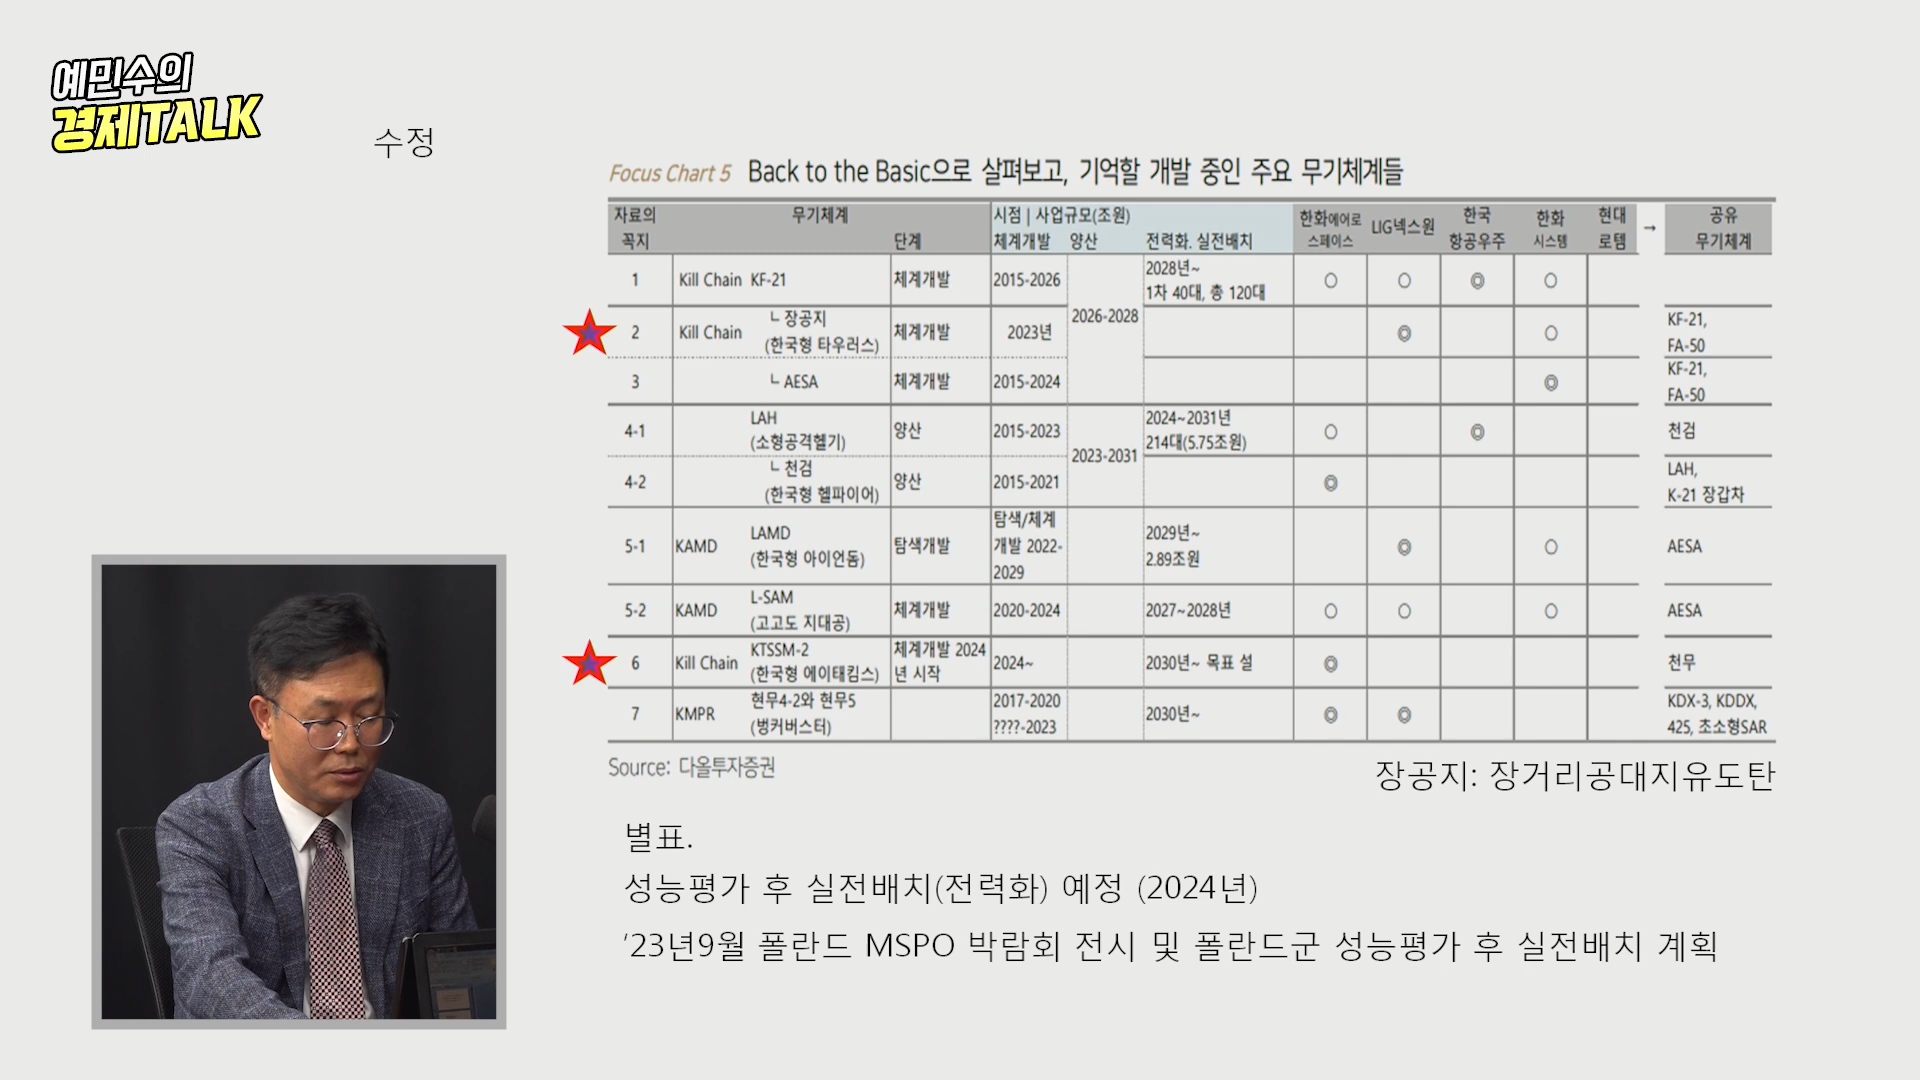 예민수의
경제TALK
수정
Focus Chart 5 Back to the Basic으로 살펴보고, 기억할 개발 중인 주요 무기체계들
자료의 꼭지 무기체계 단계 시점 | 사업규모(조원) 체계개발 양산 전력화. 실전배치 한화에어로스페이스 LIG넥스원 한국항공우주 한화시스템 현대로템 → 공유무기체계
1 Kill Chain KF-21 체계개발 2015-2026 2026-2028 2028년~ 1차 40대, 총 120대 ○ ○ ◎ ○
2 Kill Chain ㄴ장공지 (한국형 타우러스) 체계개발 2023년 ◎ ○ KF-21, FA-50
3 ㄴAESA 체계개발 2015-2024 ◎ KF-21, FA-50
4-1 LAH (소형공격헬기) 양산 2015-2023 2023-2031 2024~2031년 214대(5.75조원) ○ ◎ 천검
4-2 ㄴ천검 (한국형 헬파이어) 양산 2015-2021 ◎ LAH, K-21 장갑차
5-1 KAMD LAMD (한국형 아이언돔) 탐색개발 탐색/체계개발 2022-2029 2029년~ 2.89조원 ◎ ○ AESA
5-2 KAMD L-SAM (고고도 지대공) 체계개발 2020-2024 2027~2028년 ○ ○ ○ AESA
6 Kill Chain KTSSM-2 (한국형 에이태킴스) 체계개발 2024년 시작 2024~ 2030년~ 목표 설 ◎ 천무
7 KMPR 현무4-2와 현무5 (벙커버스터) 2017-2020 ????-2023 2030년~ ◎ ◎ KDX-3, KDDX, 425, 초소형SAR
Source: 다올투자증권
장공지: 장거리공대지유도탄
별표.
성능평가 후 실전배치(전력화) 예정 (2024년)
'23년9월 폴란드 MSPO 박람회 전시 및 폴란드군 성능평가 후 실전배치 계획